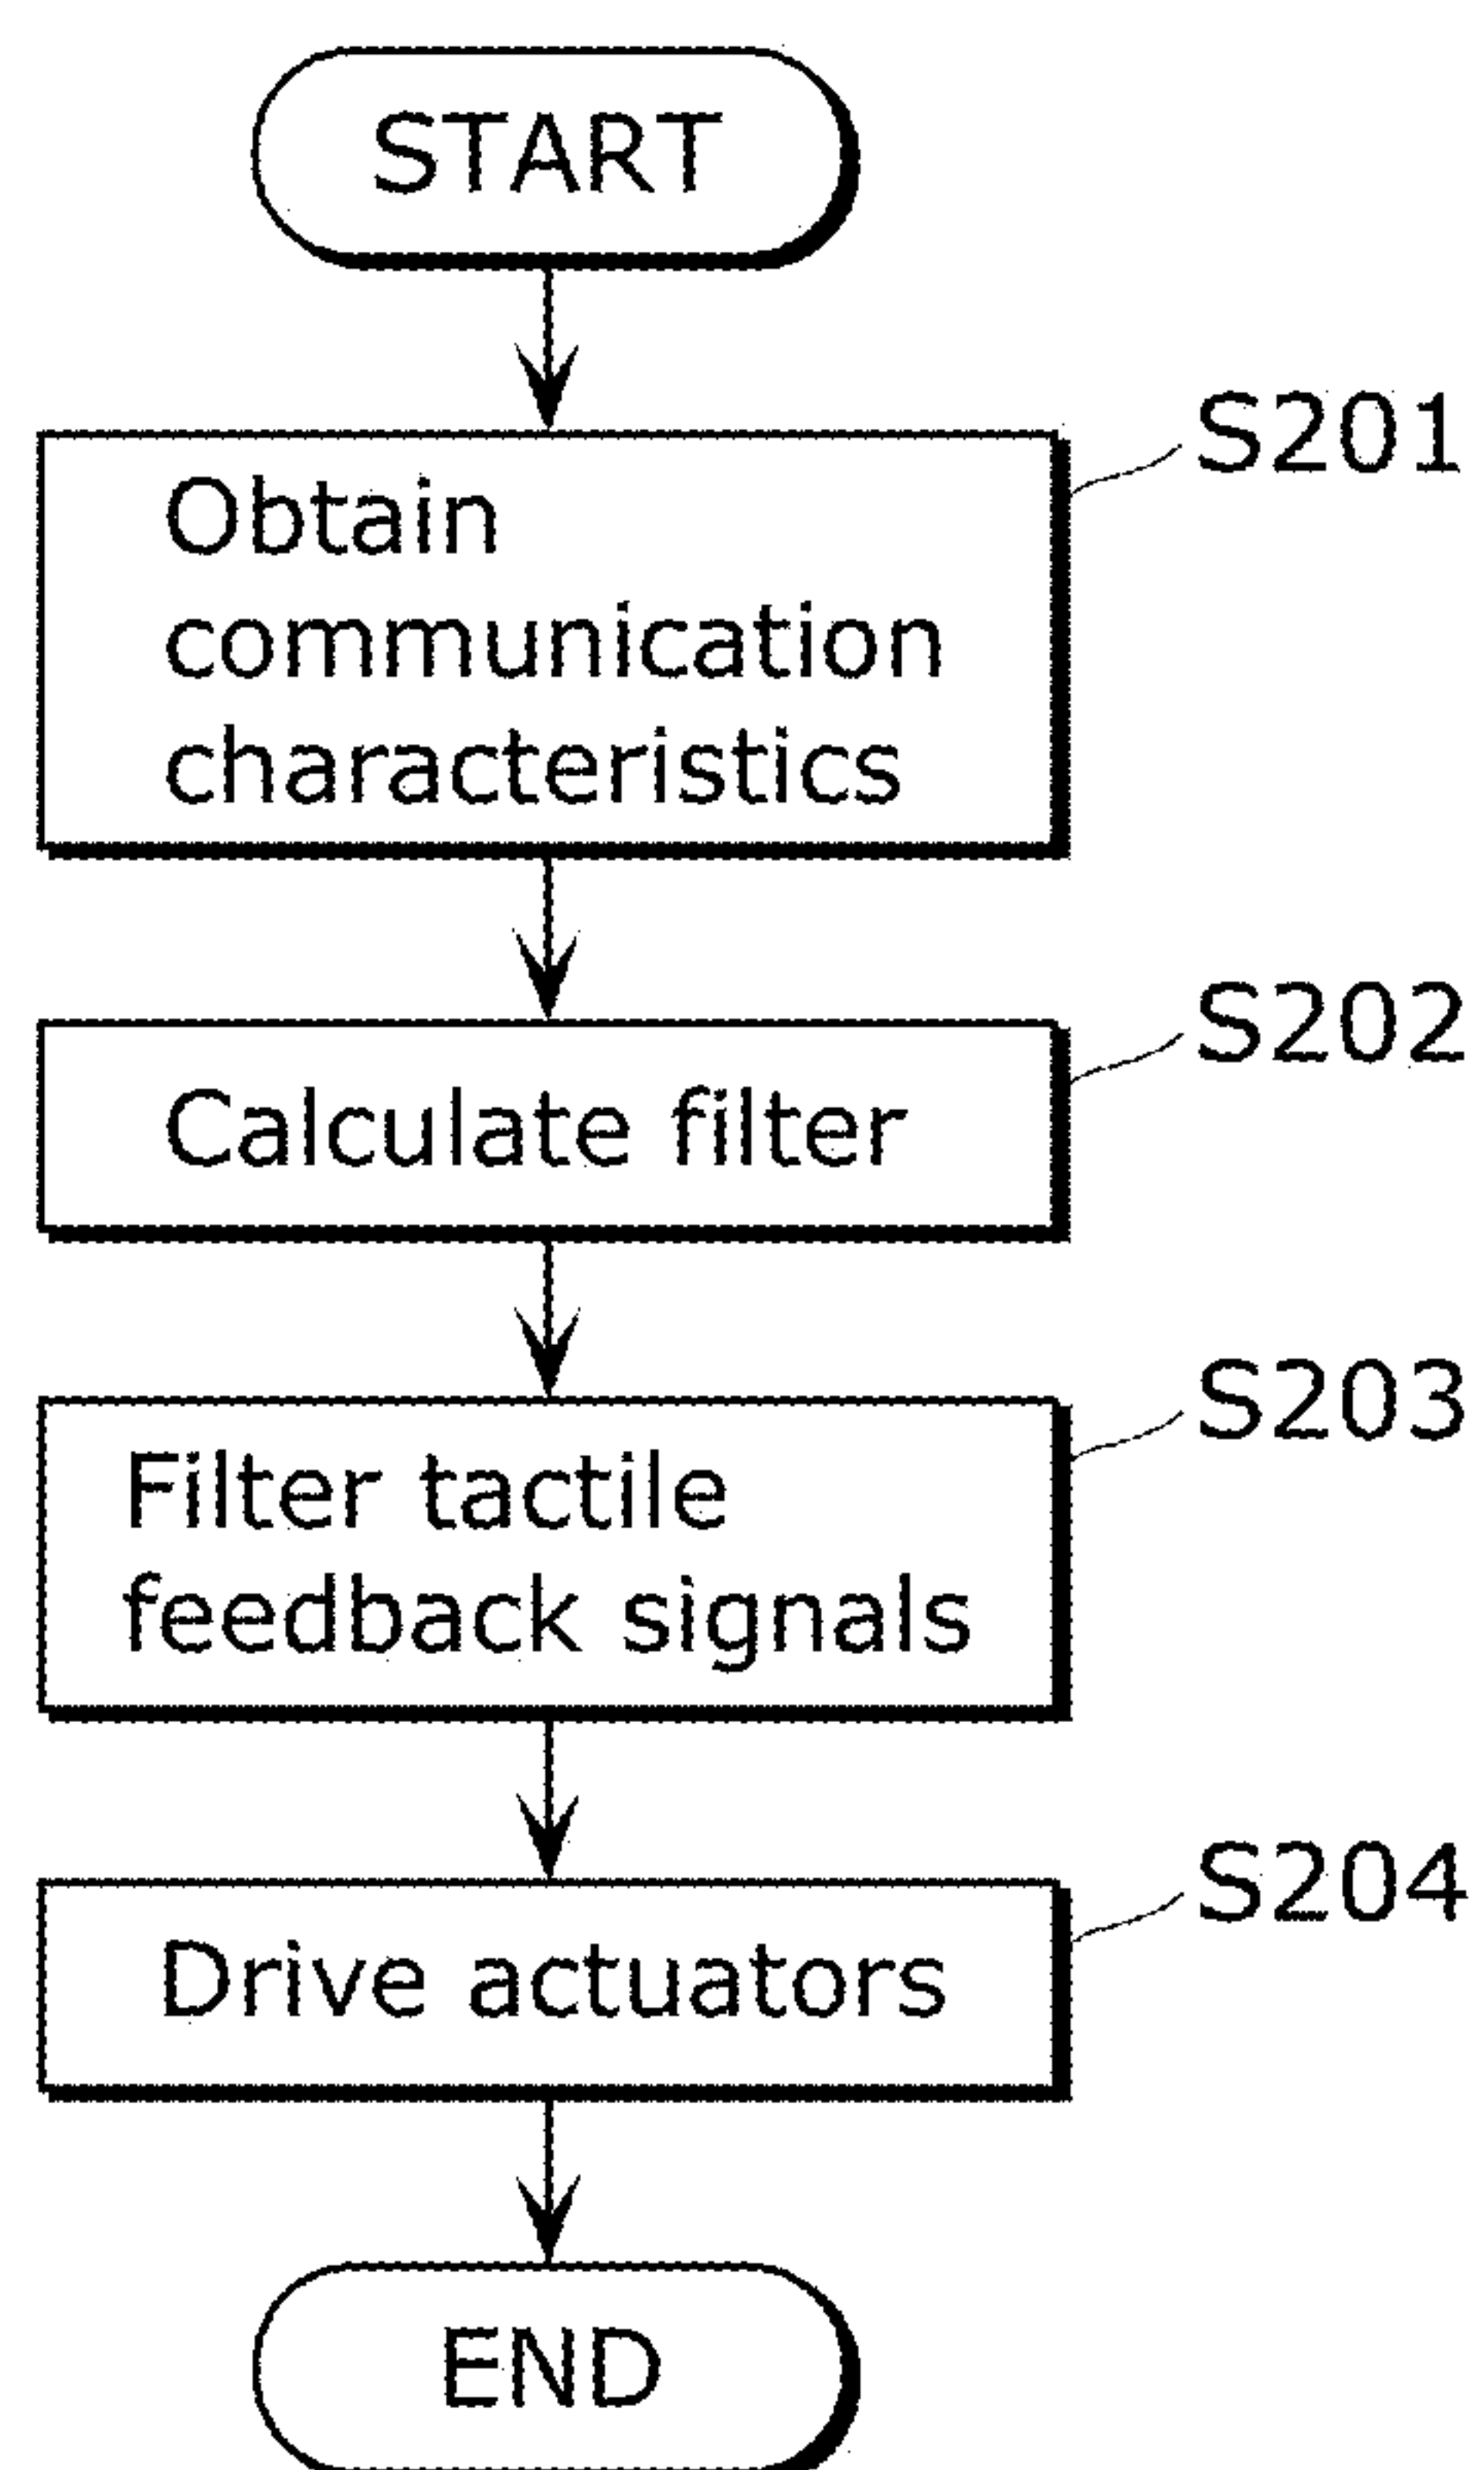 START
S201
Obtain
communication
characteristics
S202
Calculate filter
S203
Filter tactile
feedback signals
S204
Drive actuators
END